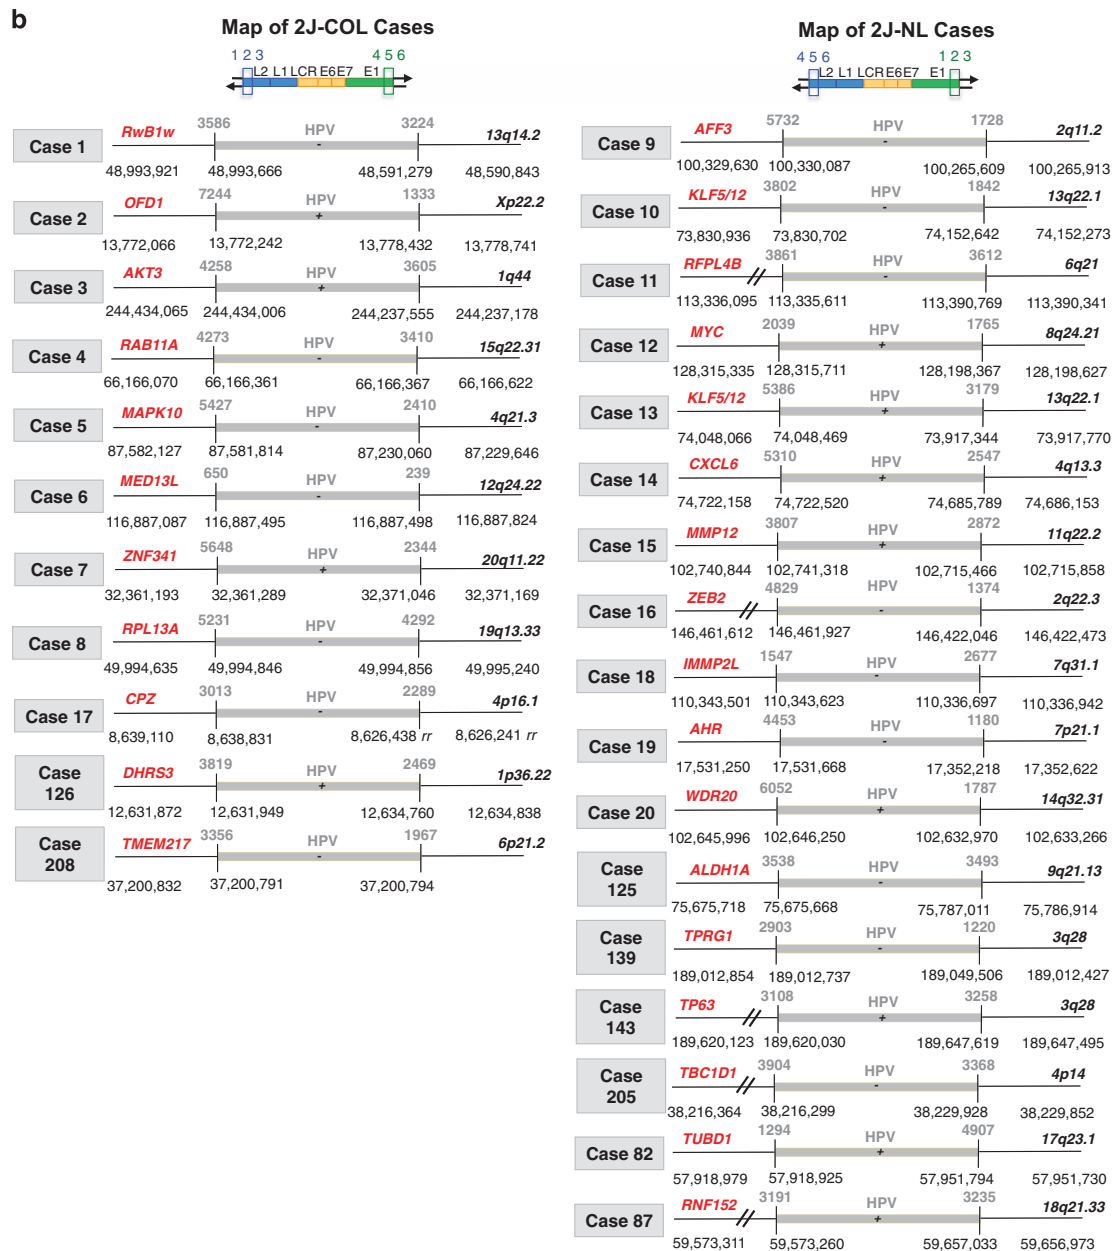 b
Map of 2J-COL Cases
1 2 3 4 5 6
L2 L1 LCR E6 E7 E1
Case 1
RwB1w 3586 HPV 3224 13q14.2
-
48,993,921 48,993,666 48,591,279 48,590,843
Case 2
OFD1 7244 HPV 1333 Xp22.2
+
13,772,066 13,772,242 13,778,432 13,778,741
Case 3
AKT3 4258 HPV 3605 1q44
+
244,434,065 244,434,006 244,237,555 244,237,178
Case 4
RAB11A 4273 HPV 3410 15q22.31
-
66,166,070 66,166,361 66,166,367 66,166,622
Case 5
MAPK10 5427 HPV 2410 4q21.3
-
87,582,127 87,581,814 87,230,060 87,229,646
Case 6
MED13L 650 HPV 239 12q24.22
-
116,887,087 116,887,495 116,887,498 116,887,824
Case 7
ZNF341 5648 HPV 2344 20q11.22
+
32,361,193 32,361,289 32,371,046 32,371,169
Case 8
RPL13A 5231 HPV 4292 19q13.33
-
49,994,635 49,994,846 49,994,856 49,995,240
Case 17
CPZ 3013 HPV 2289 4p16.1
-
8,639,110 8,638,831 8,626,438 rr 8,626,241 rr
Case
126
DHRS3 3819 HPV 2469 1p36.22
+
12,631,872 12,631,949 12,634,760 12,634,838
Case
208
TMEM217 3356 HPV 1967 6p21.2
-
37,200,832 37,200,791 37,200,794
Map of 2J-NL Cases
4 5 6 1 2 3
L2 L1 LCR E6 E7 E1
Case 9
AFF3 5732 HPV 1728 2q11.2
-
100,329,630 100,330,087 100,265,609 100,265,913
Case 10
KLF5/12 3802 HPV 1842 13q22.1
-
73,830,936 73,830,702 74,152,642 74,152,273
Case 11
RFPL4B 3861 HPV 3612 6q21
-
113,336,095 113,335,611 113,390,769 113,390,341
Case 12
MYC 2039 HPV 1765 8q24.21
+
128,315,335 128,315,711 128,198,367 128,198,627
Case 13
KLF5/12 5386 HPV 3179 13q22.1
+
74,048,066 74,048,469 73,917,344 73,917,770
Case 14
CXCL6 5310 HPV 2547 4q13.3
+
74,722,158 74,722,520 74,685,789 74,686,153
Case 15
MMP12 3807 HPV 2872 11q22.2
+
102,740,844 102,741,318 102,715,466 102,715,858
Case 16
ZEB2 4829 HPV 1374 2q22.3
-
146,461,612 146,461,927 146,422,046 146,422,473
Case 18
IMMP2L 1547 HPV 2677 7q31.1
-
110,343,501 110,343,623 110,336,697 110,336,942
Case 19
AHR 4453 HPV 1180 7p21.1
-
17,531,250 17,531,668 17,352,218 17,352,622
Case 20
WDR20 6052 HPV 1787 14q32.31
+
102,645,996 102,646,250 102,632,970 102,633,266
Case
125
ALDH1A 3538 HPV 3493 9q21.13
-
75,675,718 75,675,668 75,787,011 75,786,914
Case
139
TPRG1 2903 HPV 1220 3q28
-
189,012,854 189,012,737 189,049,506 189,012,427
Case
143
TP63 3108 HPV 3258 3q28
+
189,620,123 189,620,030 189,647,619 189,647,495
Case
205
TBC1D1 3904 HPV 3368 4p14
-
38,216,364 38,216,299 38,229,928 38,229,852
Case 82
TUBD1 1294 HPV 4907 17q23.1
+
57,918,979 57,918,925 57,951,794 57,951,730
Case 87
RNF152 3191 HPV 3235 18q21.33
+
59,573,311 59,573,260 59,657,033 59,656,973